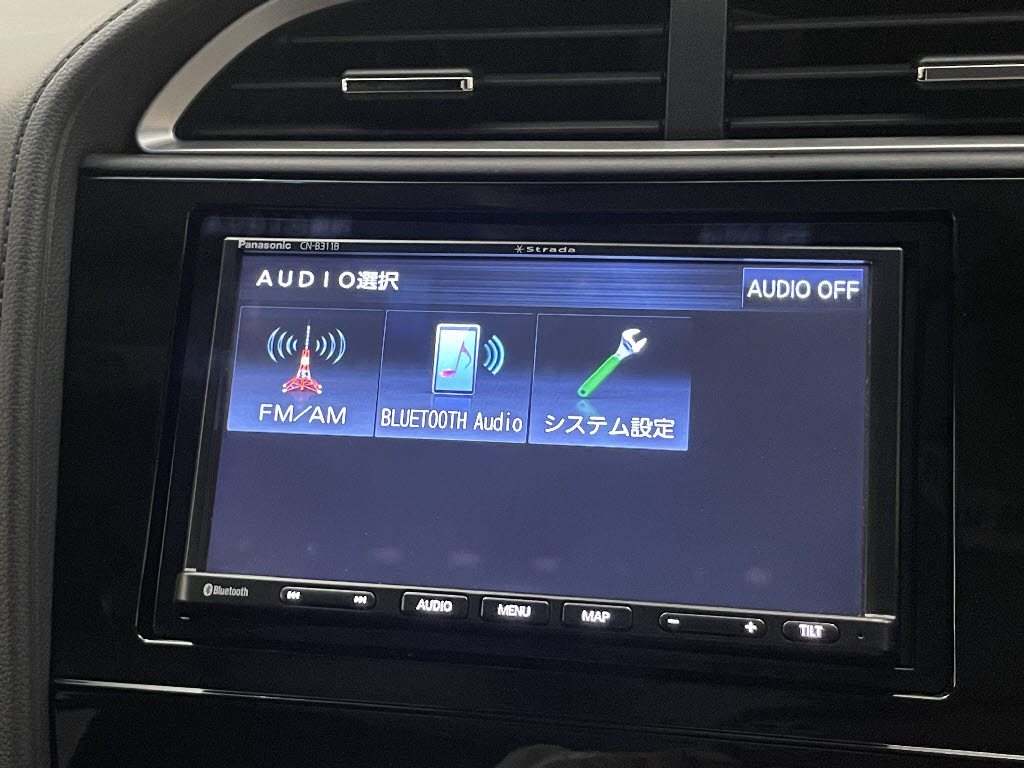 Panasonic CN-B311B
Strada
AUDIO選択
AUDIO OFF
FM/AM
BLUETOOTH Audio
システム設定
Bluetooth
AUDIO
MENU
MAP
− +
TILT